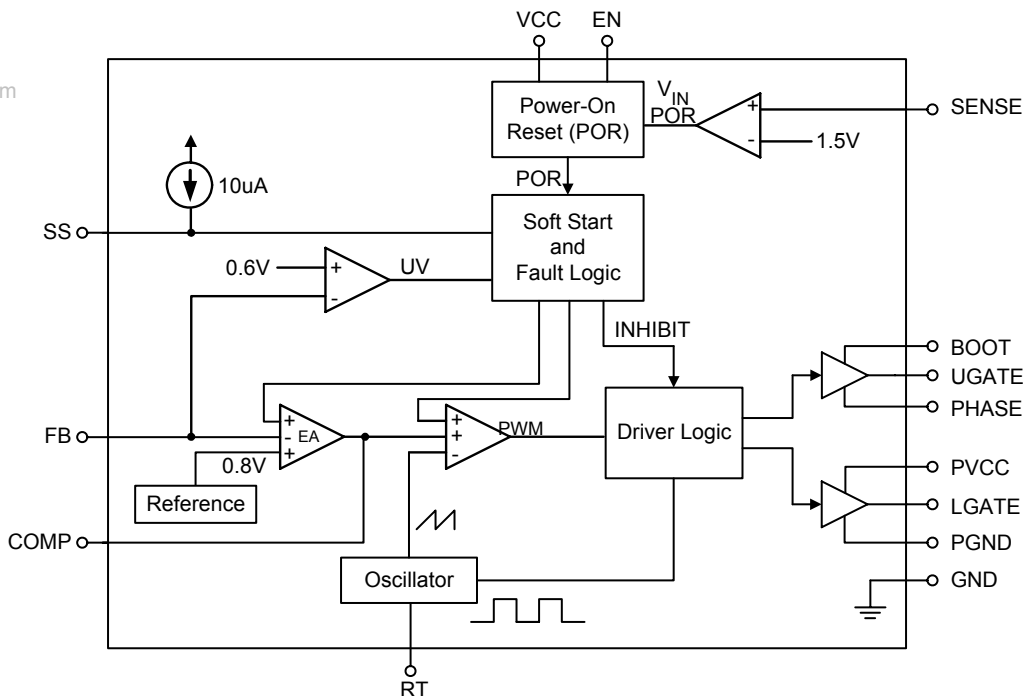 VCC
EN
m
Power-On
Reset (POR)
V_IN
POR
+
-
SENSE
1.5V
POR
10uA
SS
Soft Start
and
Fault Logic
0.6V
+
-
UV
INHIBIT
BOOT
UGATE
PHASE
FB
+
-
+
EA
0.8V
Reference
+
+
-
PWM
Driver Logic
PVCC
LGATE
PGND
COMP
Oscillator
GND
RT